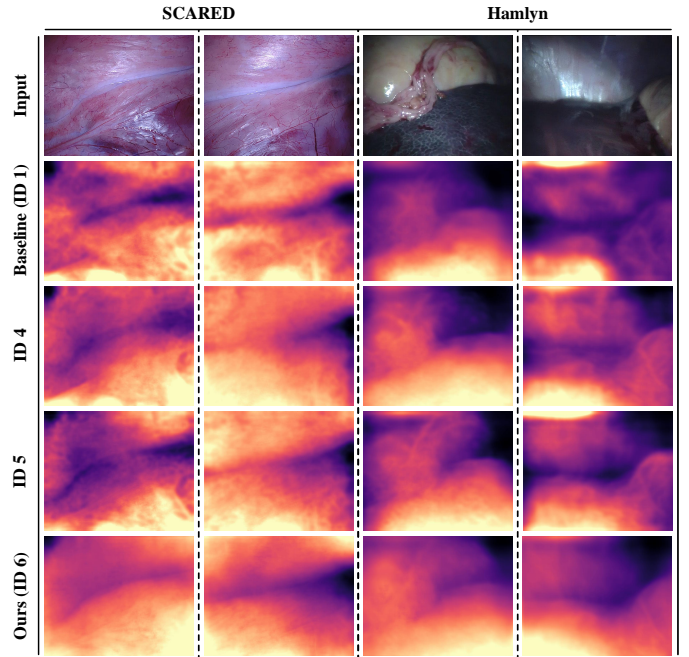 SCARED
Hamlyn
Input
Baseline (ID 1)
ID 4
ID 5
Ours (ID 6)